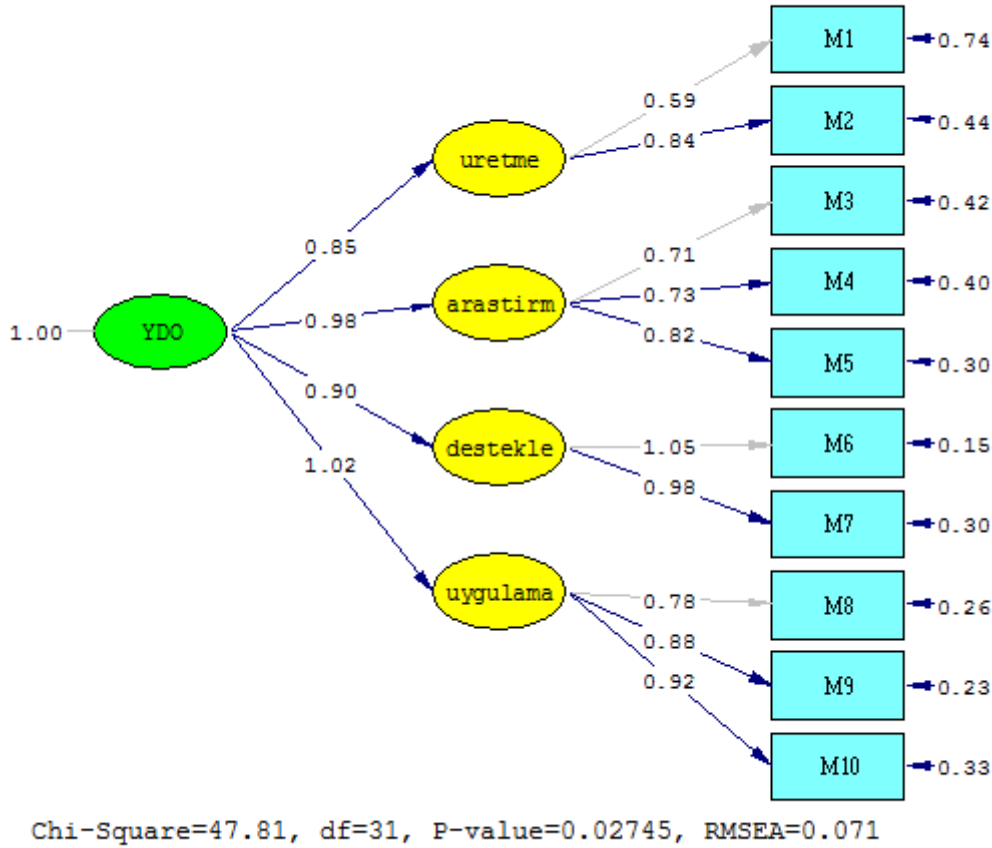 M1
0.74
0.59
M2
0.44
0.84
uretme
M3
0.42
0.85
0.71
M4
0.40
0.73
arastirm
0.98
1.00
YDO
0.82
M5
0.30
0.90
M6
0.15
1.05
destekle
1.02
0.98
M7
0.30
uygulama
0.78
M8
0.26
0.88
0.92
M9
0.23
M10
0.33
Chi-Square=47.81, df=31, P-value=0.02745, RMSEA=0.071